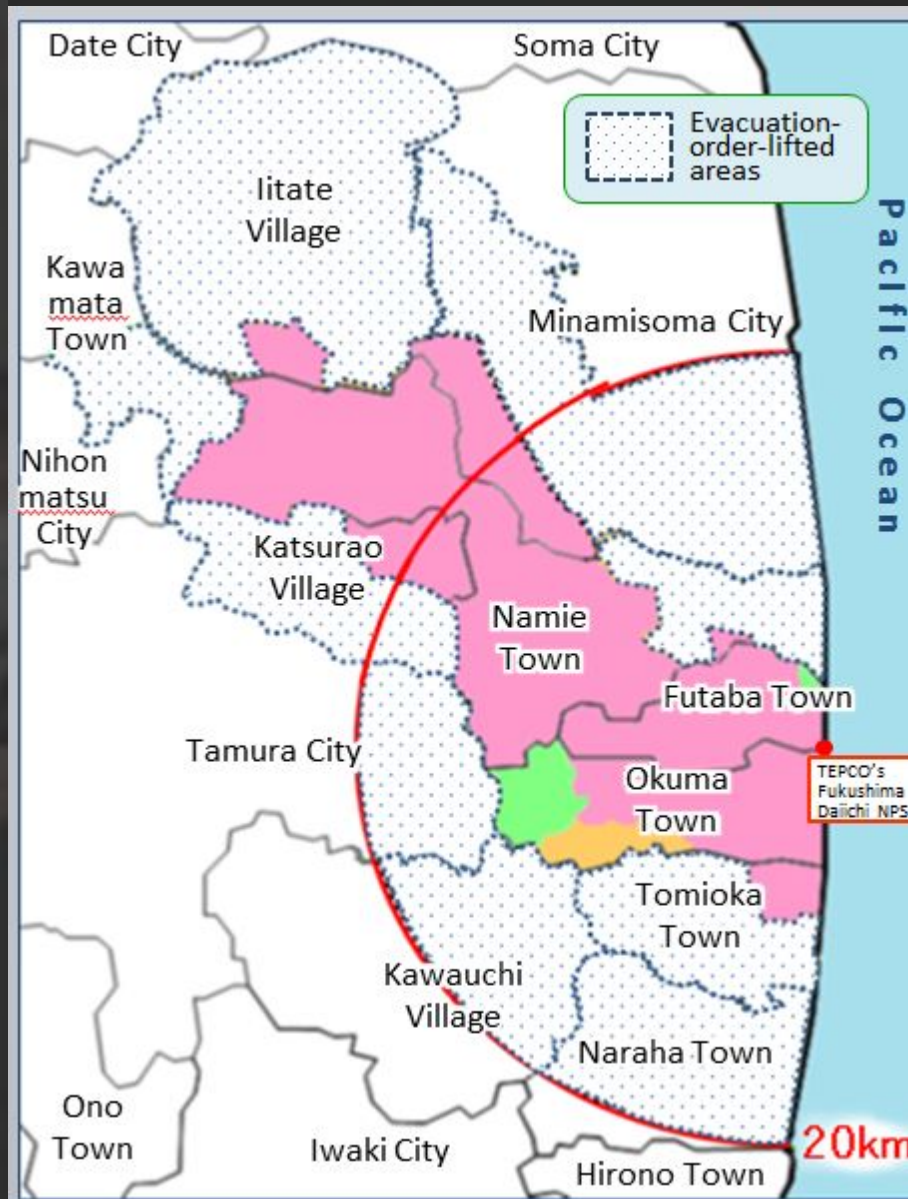 Date City
Soma City
Evacuation-
order-lifted
areas
Iitate
Village
Pacific Ocean
Kawa
mata
Town
Minamisoma City
Nihon
matsu
City
Katsurao
Village
Namie
Town
Futaba Town
Tamura City
Okuma
Town
TEPCO's
Fukushima
Daiichi NPS
Tomioka
Town
Kawauchi
Village
Naraha Town
Ono
Town
Iwaki City
20km
Hirono Town